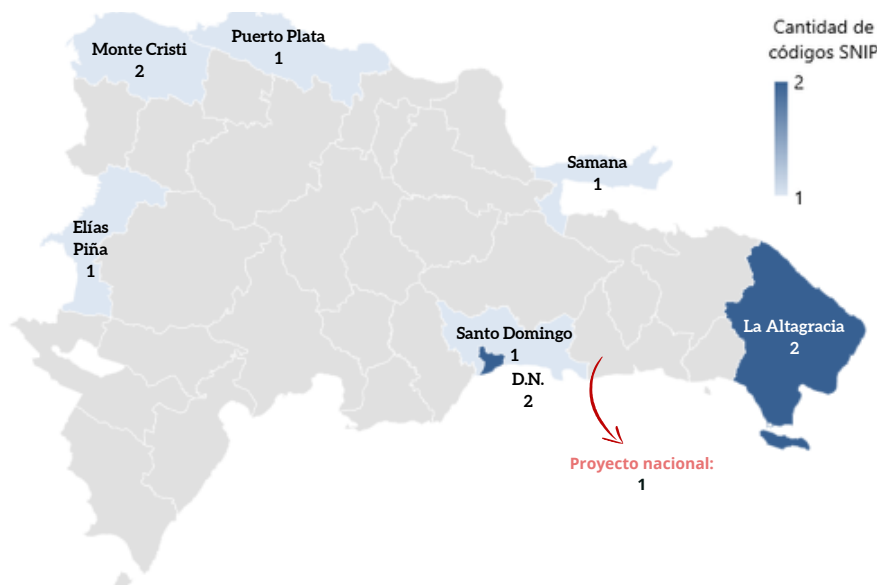 Cantidad de
códigos SNIP
2
1
Monte Cristi
2
Puerto Plata
1
Samana
1
Elías
Piña
1
Santo Domingo
1
D.N.
2
La Altagracia
2
Proyecto nacional:
1